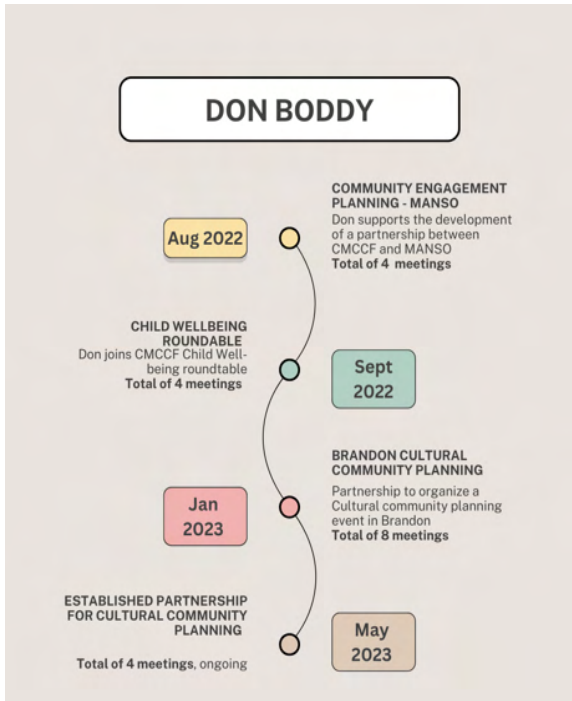 DON BODDY
COMMUNITY ENGAGEMENT
PLANNING - MANSO
Don supports the development
of a partnership between
CMCCF and MANSO
Total of 4 meetings
Aug 2022
CHILD WELLBEING
ROUNDABLE
Don joins CMCCF Child Well-
being roundtable
Total of 4 meetings
Sept
2022
BRANDON CULTURAL
COMMUNITY PLANNING
Partnership to organize a
Cultural community planning
event in Brandon
Total of 8 meetings
Jan
2023
ESTABLISHED PARTNERSHIP
FOR CULTURAL COMMUNITY
PLANNING
Total of 4 meetings, ongoing
May
2023